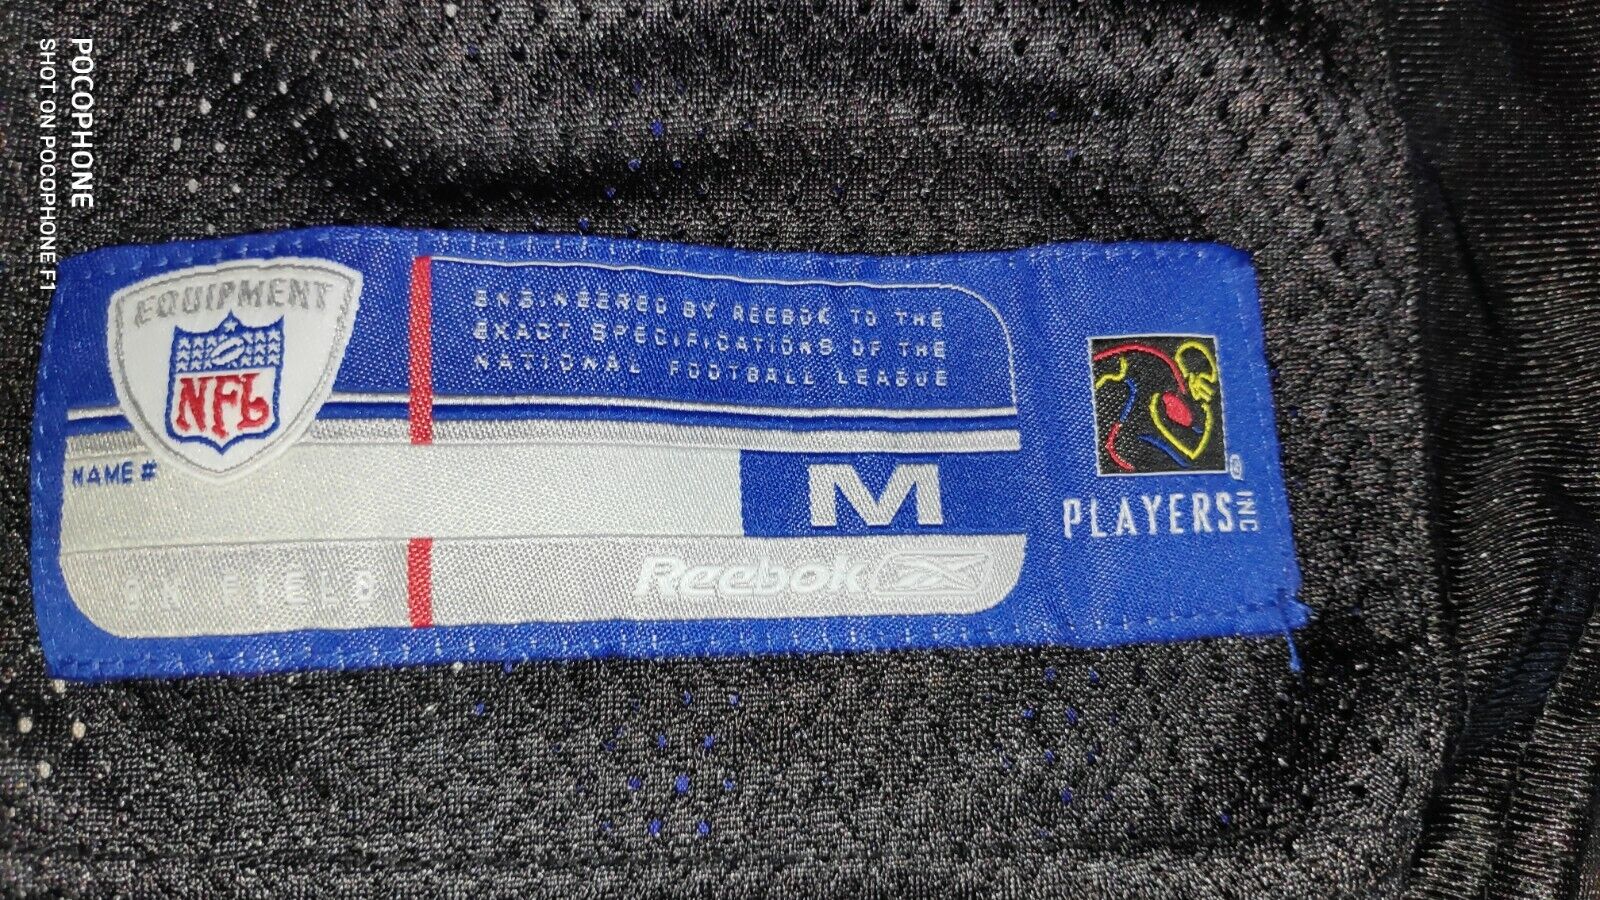 POCOPHONE
SHOT ON POCOPHONE F1
EQUIPMENT
NFL
ENGINEERED BY REEBOK TO THE
EXACT SPECIFICATIONS OF THE
NATIONAL FOOTBALL LEAGUE
NAME #
M
FIELD
Reebok
PLAYERS INC
®